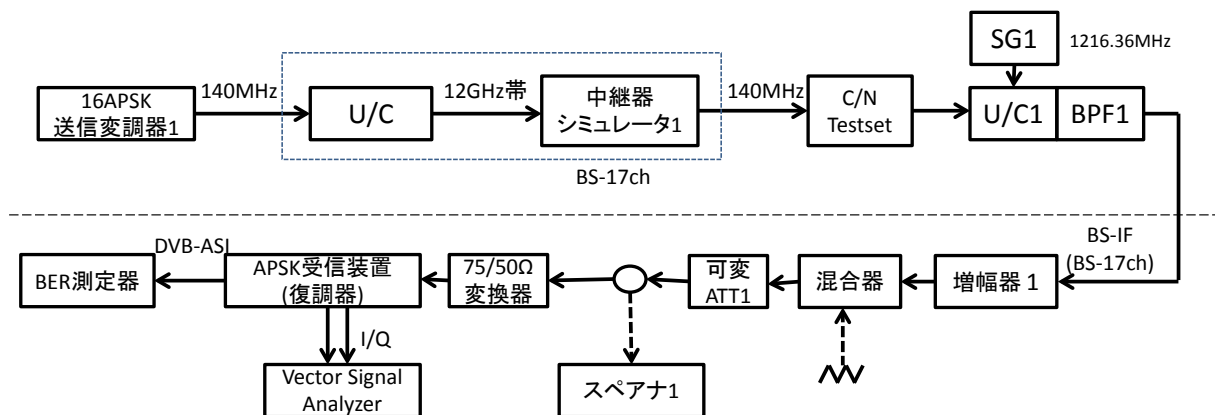 SG1
1216.36MHz
16APSK
送信変調器1
140MHz
U/C
12GHz帯
中継器
シミュレータ1
140MHz
C/N
Testset
U/C1
BPF1
BS-17ch
BS-IF
(BS-17ch)
DVB-ASI
BER測定器
APSK受信装置
(復調器)
75/50Ω
変換器
可変
ATT1
混合器
増幅器 1
I/Q
Vector Signal
Analyzer
スペアナ1